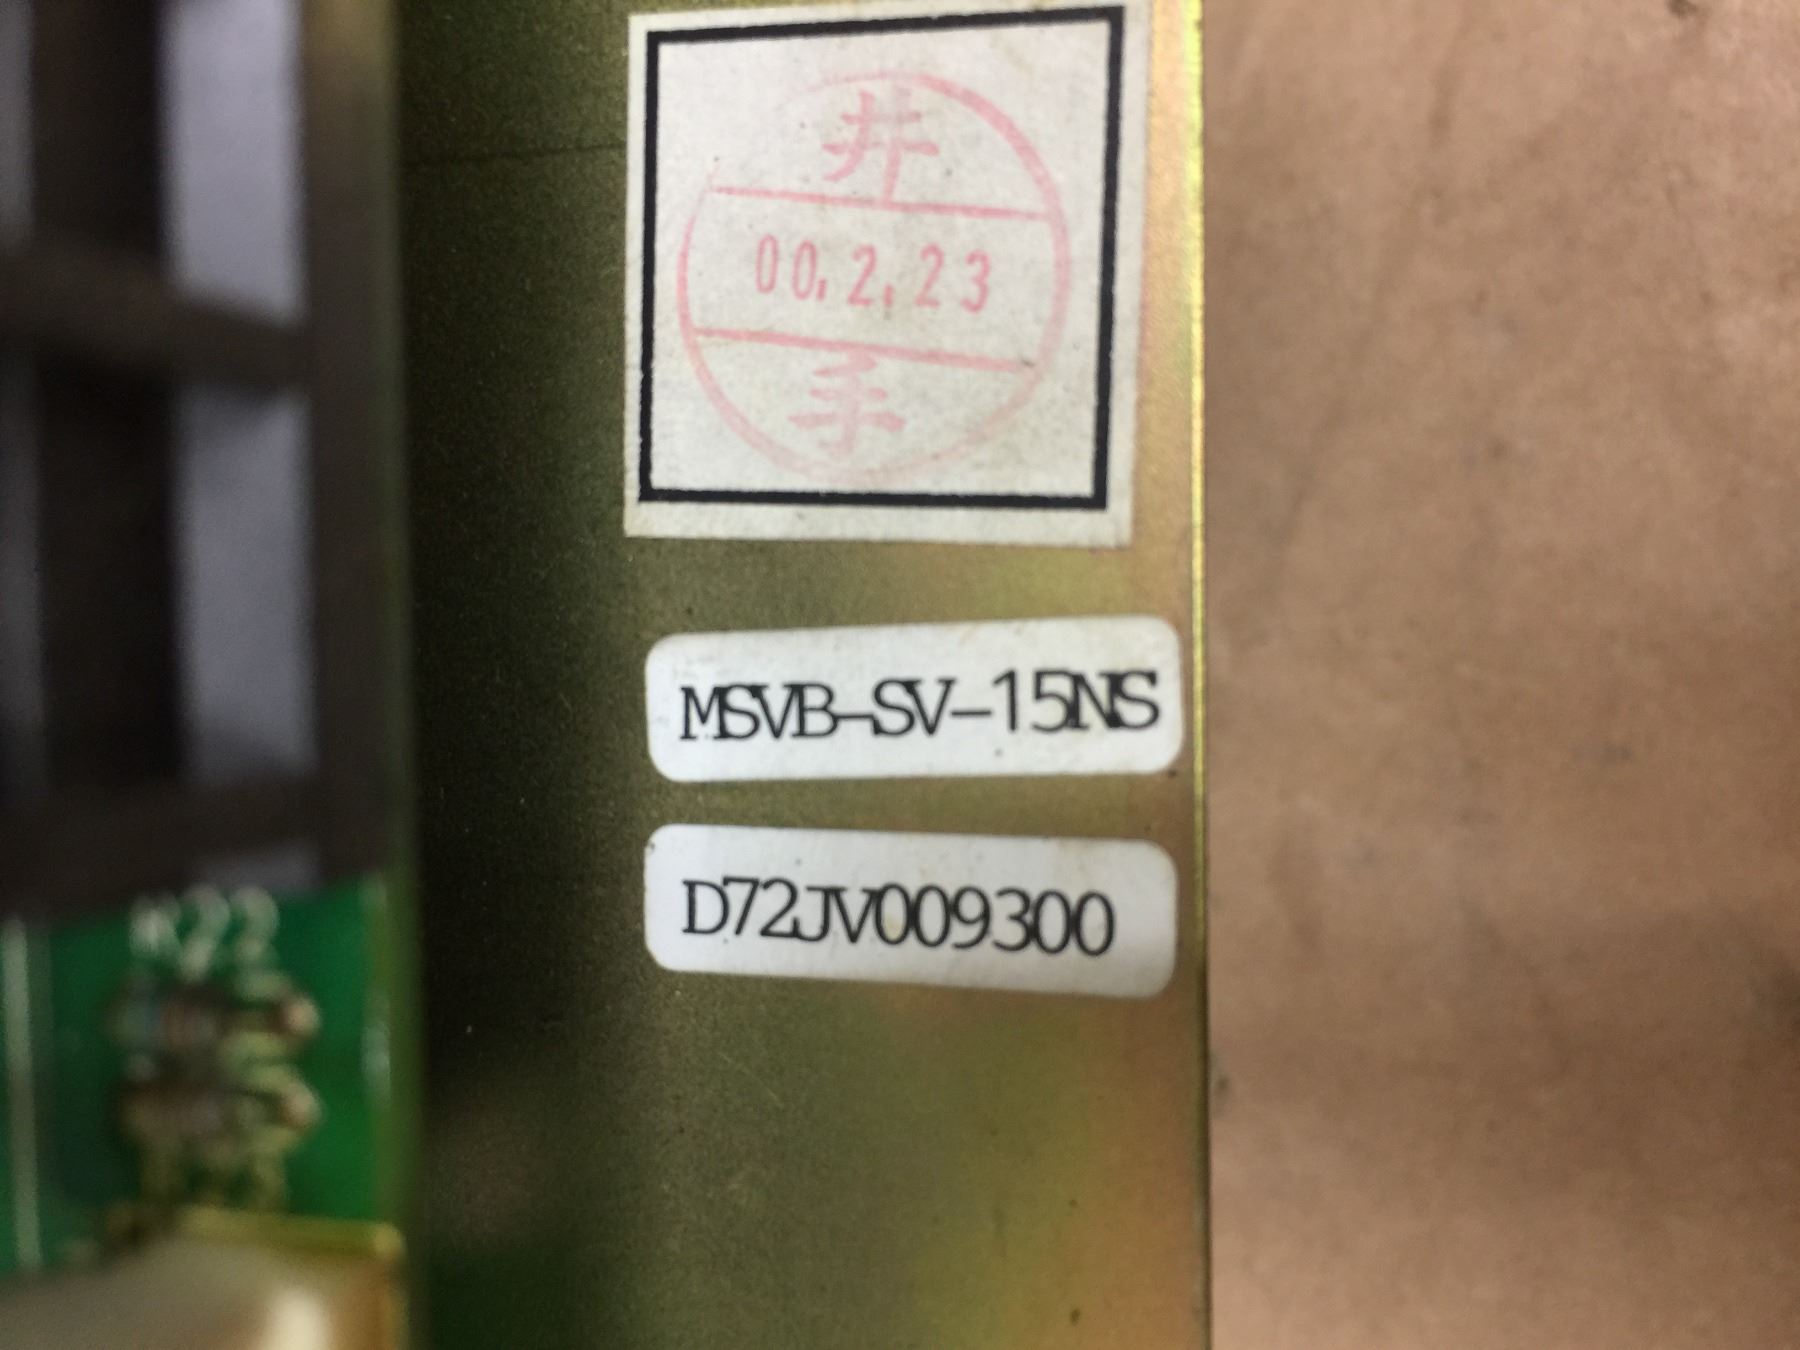 井
00.2.23
手
MSVB-SV-15NS
D72JV009300